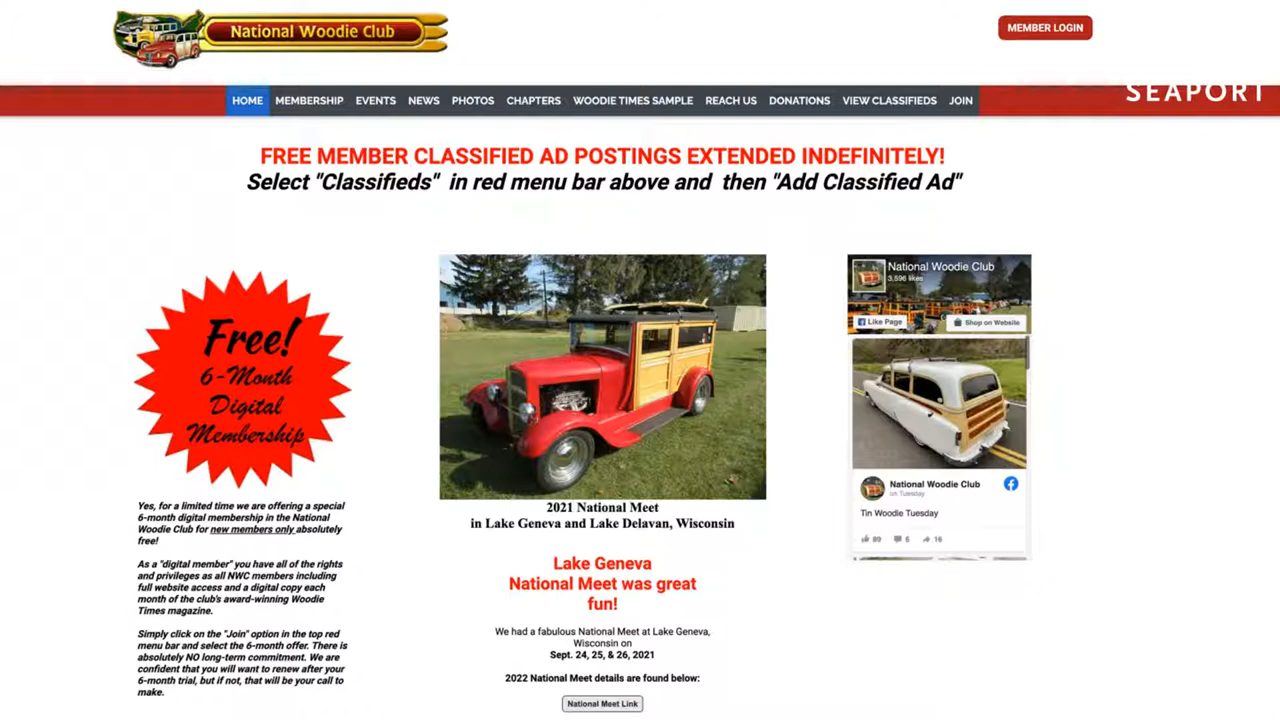 National Woodie Club
MEMBER LOGIN
SEAPORT
HOME MEMBERSHIP EVENTS NEWS PHOTOS CHAPTERS WOODIE TIMES SAMPLE REACH US DONATIONS VIEW CLASSIFIEDS JOIN
FREE MEMBER CLASSIFIED AD POSTINGS EXTENDED INDEFINITELY!
Select "Classifieds" in red menu bar above and then "Add Classified Ad"
Free!
6-Month
Digital
Membership
Yes, for a limited time we are offering a special
6-month digital membership in the National
Woodie Club for new members only absolutely
free!
As a "digital member" you have all of the rights
and privileges as all NWC members including
full website access and a digital copy each
month of the club's award-winning Woodie
Times magazine.
Simply click on the "Join" option in the top red
menu bar and select the 6-month offer. There is
absolutely NO long-term commitment. We are
confident that you will want to renew after your
6-month trial, but if not, that will be your call to
make.
2021 National Meet
in Lake Geneva and Lake Delavan, Wisconsin
Lake Geneva
National Meet was great
fun!
We had a fabulous National Meet at Lake Geneva,
Wisconsin on
Sept. 24, 25, & 26, 2021
2022 National Meet details are found below:
National Meet Link
National Woodie Club
3,596 likes
Like Page
Shop on Website
National Woodie Club
on Tuesday
Tin Woodie Tuesday
89 5 16